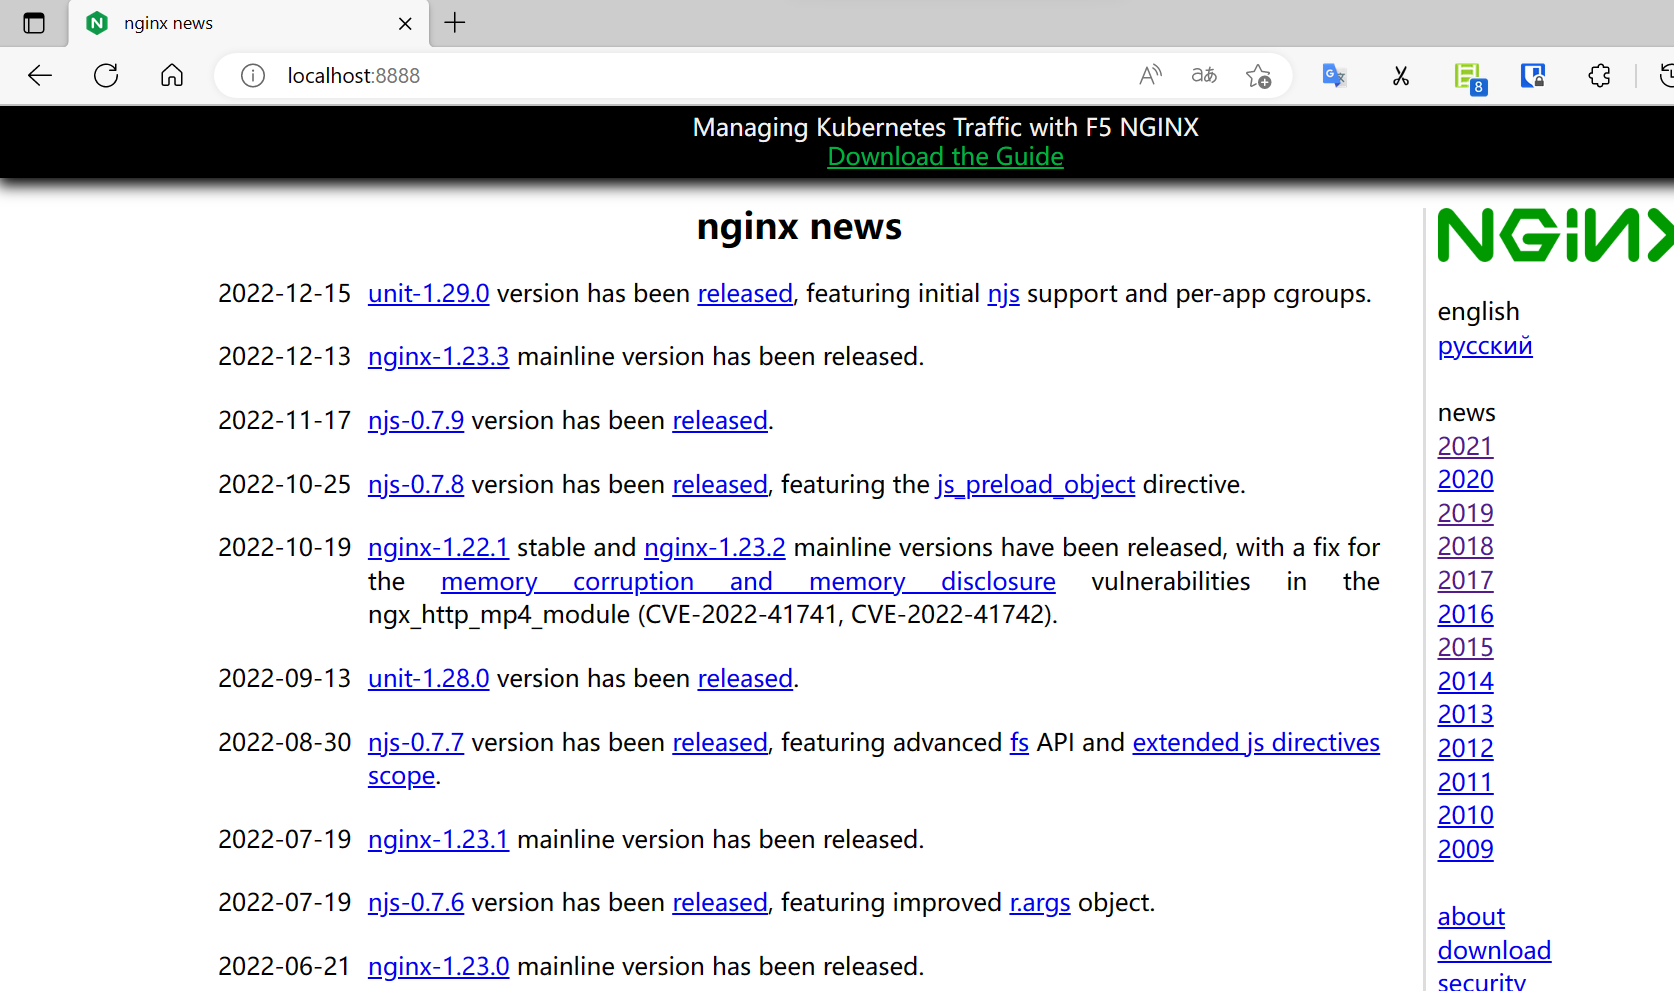 nginx news
localhost:8888
8
Managing Kubernetes Traffic with F5 NGINX
Download the Guide
nginx news
2022-12-15 unit-1.29.0 version has been released, featuring initial njs support and per-app cgroups.
2022-12-13 nginx-1.23.3 mainline version has been released.
2022-11-17 njs-0.7.9 version has been released.
2022-10-25 njs-0.7.8 version has been released, featuring the js_preload_object directive.
2022-10-19 nginx-1.22.1 stable and nginx-1.23.2 mainline versions have been released, with a fix for
the memory corruption and memory disclosure vulnerabilities in the
ngx_http_mp4_module (CVE-2022-41741, CVE-2022-41742).
2022-09-13 unit-1.28.0 version has been released.
2022-08-30 njs-0.7.7 version has been released, featuring advanced fs API and extended js directives
scope.
2022-07-19 nginx-1.23.1 mainline version has been released.
2022-07-19 njs-0.7.6 version has been released, featuring improved r.args object.
2022-06-21 nginx-1.23.0 mainline version has been released.
NGINX
english
русский
news
2021
2020
2019
2018
2017
2016
2015
2014
2013
2012
2011
2010
2009
about
download
security